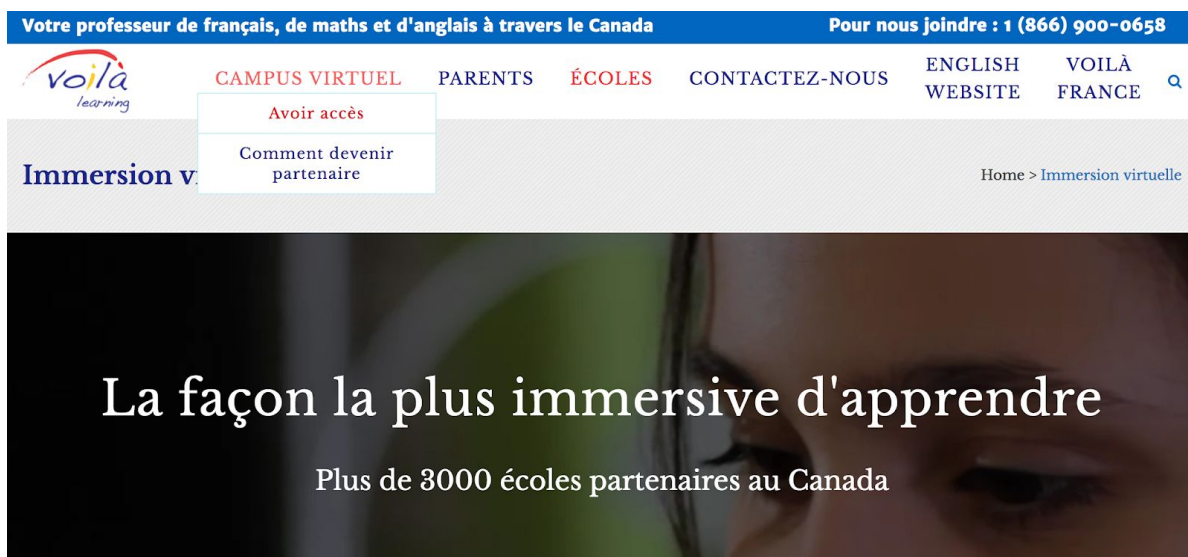 Votre professeur de français, de maths et d'anglais à travers le Canada
Pour nous joindre : 1 (866) 900-0658
voilà
learning
CAMPUS VIRTUEL
PARENTS
ÉCOLES
CONTACTEZ-NOUS
ENGLISH
WEBSITE
VOILÀ
FRANCE
Avoir accès
Comment devenir
partenaire
Immersion v
Home > Immersion virtuelle
La façon la plus immersive d'apprendre
Plus de 3000 écoles partenaires au Canada